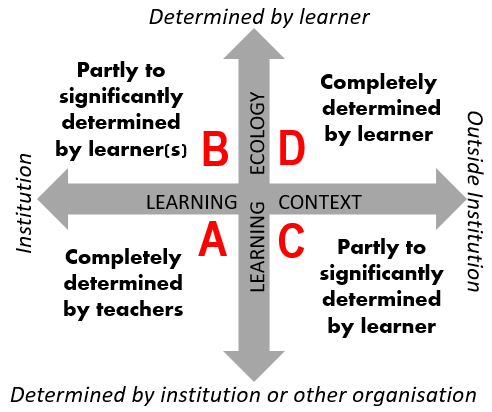 Determined by learner
Partly to
significantly
determined
by learner(s)
B
ECOLOGY
D
Completely
determined
by learner
Institution
LEARNING
CONTEXT
Outside Institution
A
LEARNING
C
Completely
determined
by teachers
Partly to
significantly
determined
by learner
Determined by institution or other organisation